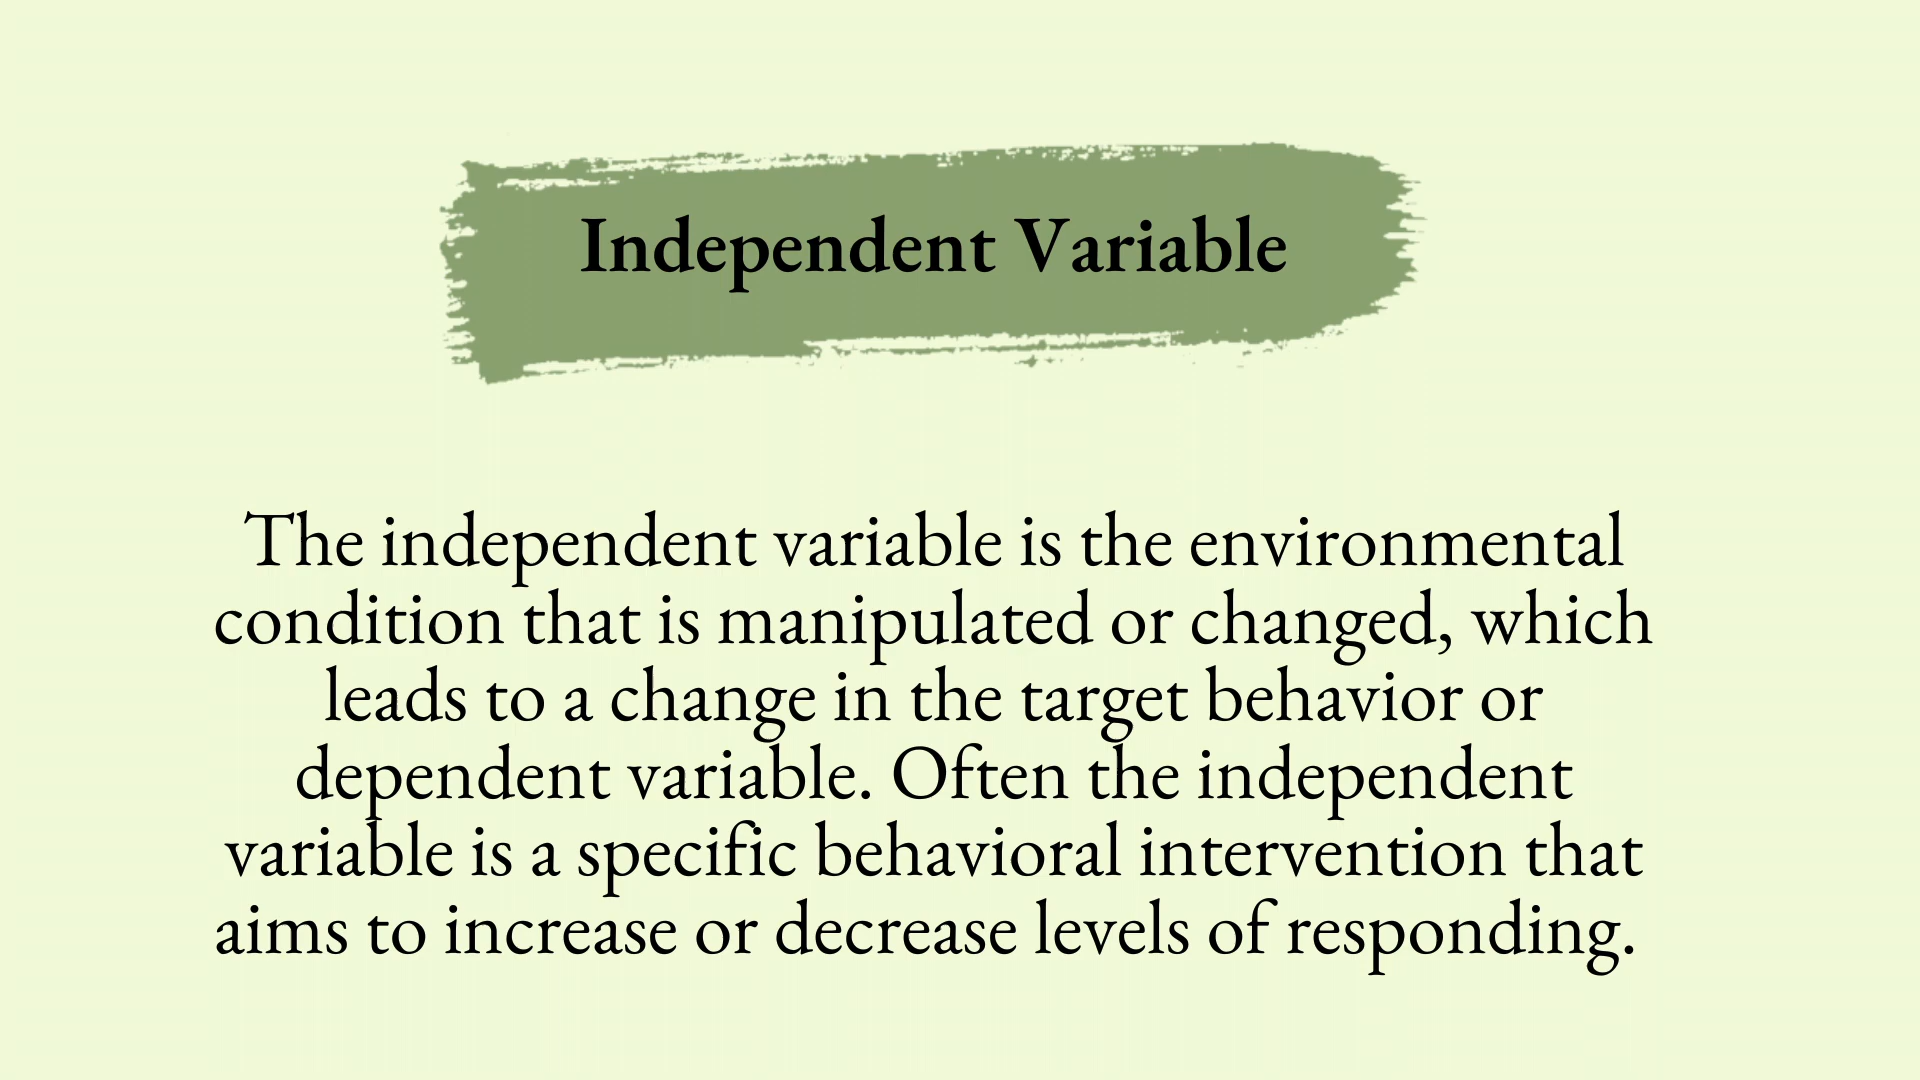 Independent Variable
The independent variable is the environmental
condition that is manipulated or changed, which
leads to a change in the target behavior or
dependent variable. Often the independent
variable is a specific behavioral intervention that
aims to increase or decrease levels of responding.